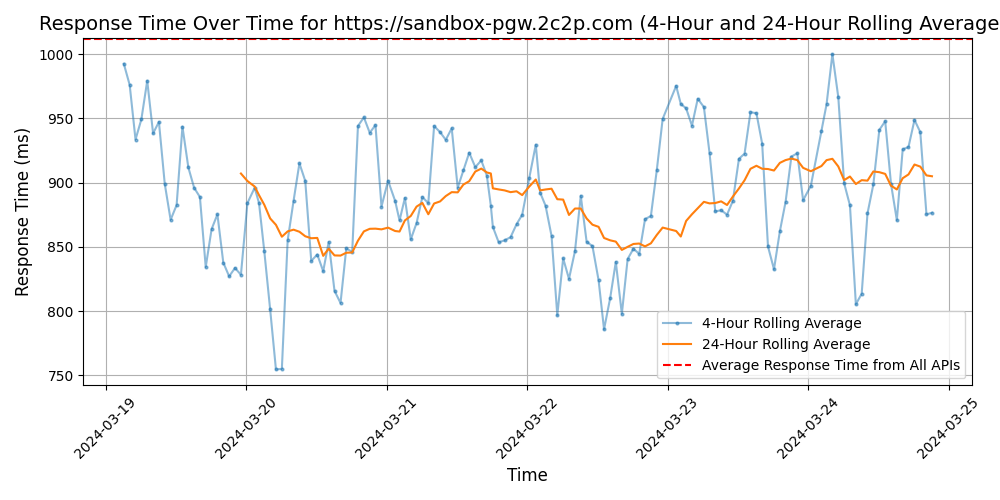 Response Time Over Time for https://sandbox-pgw.2c2p.com (4-Hour and 24-Hour Rolling Average
1000
950
900
850
800
750
Response Time (ms)
4-Hour Rolling Average
24-Hour Rolling Average
Average Response Time from All APIs
2024-03-19
2024-03-20
2024-03-21
2024-03-22
2024-03-23
2024-03-24
2024-03-25
Time